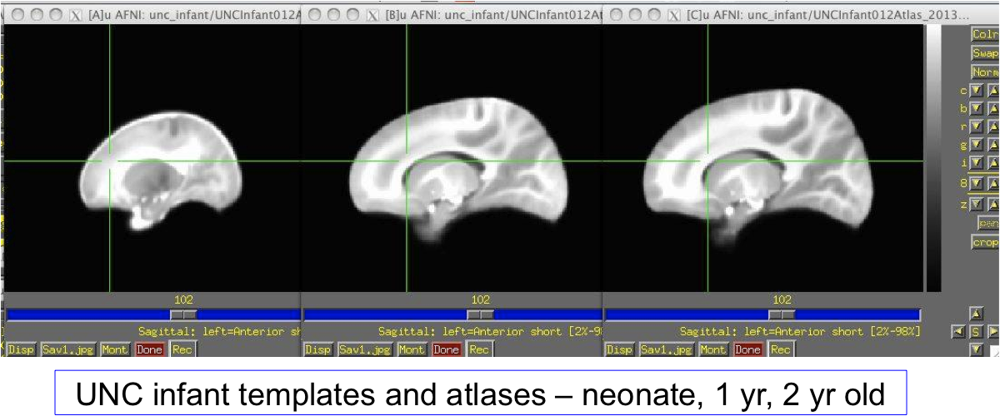 [A]u AFNI: unc_infant/UNCInfant012A
[B]u AFNI: unc_infant/UNCInfant012At
[C]u AFNI: unc_infant/UNCInfant012Atlas_2013...
Colr
Swap
Norm
c
b
r
g
i
8
z
pan
crop
102
102
102
Sagittal: left=Anterior sh
Sagittal: left=Anterior short [2%-9
Sagittal: left=Anterior short [2%-98%]
S
Disp Sav1.jpg Mont Done Rec
Disp Sav1.jpg Mont Done Rec
Disp Sav1.jpg Mont Done Rec
UNC infant templates and atlases – neonate, 1 yr, 2 yr old